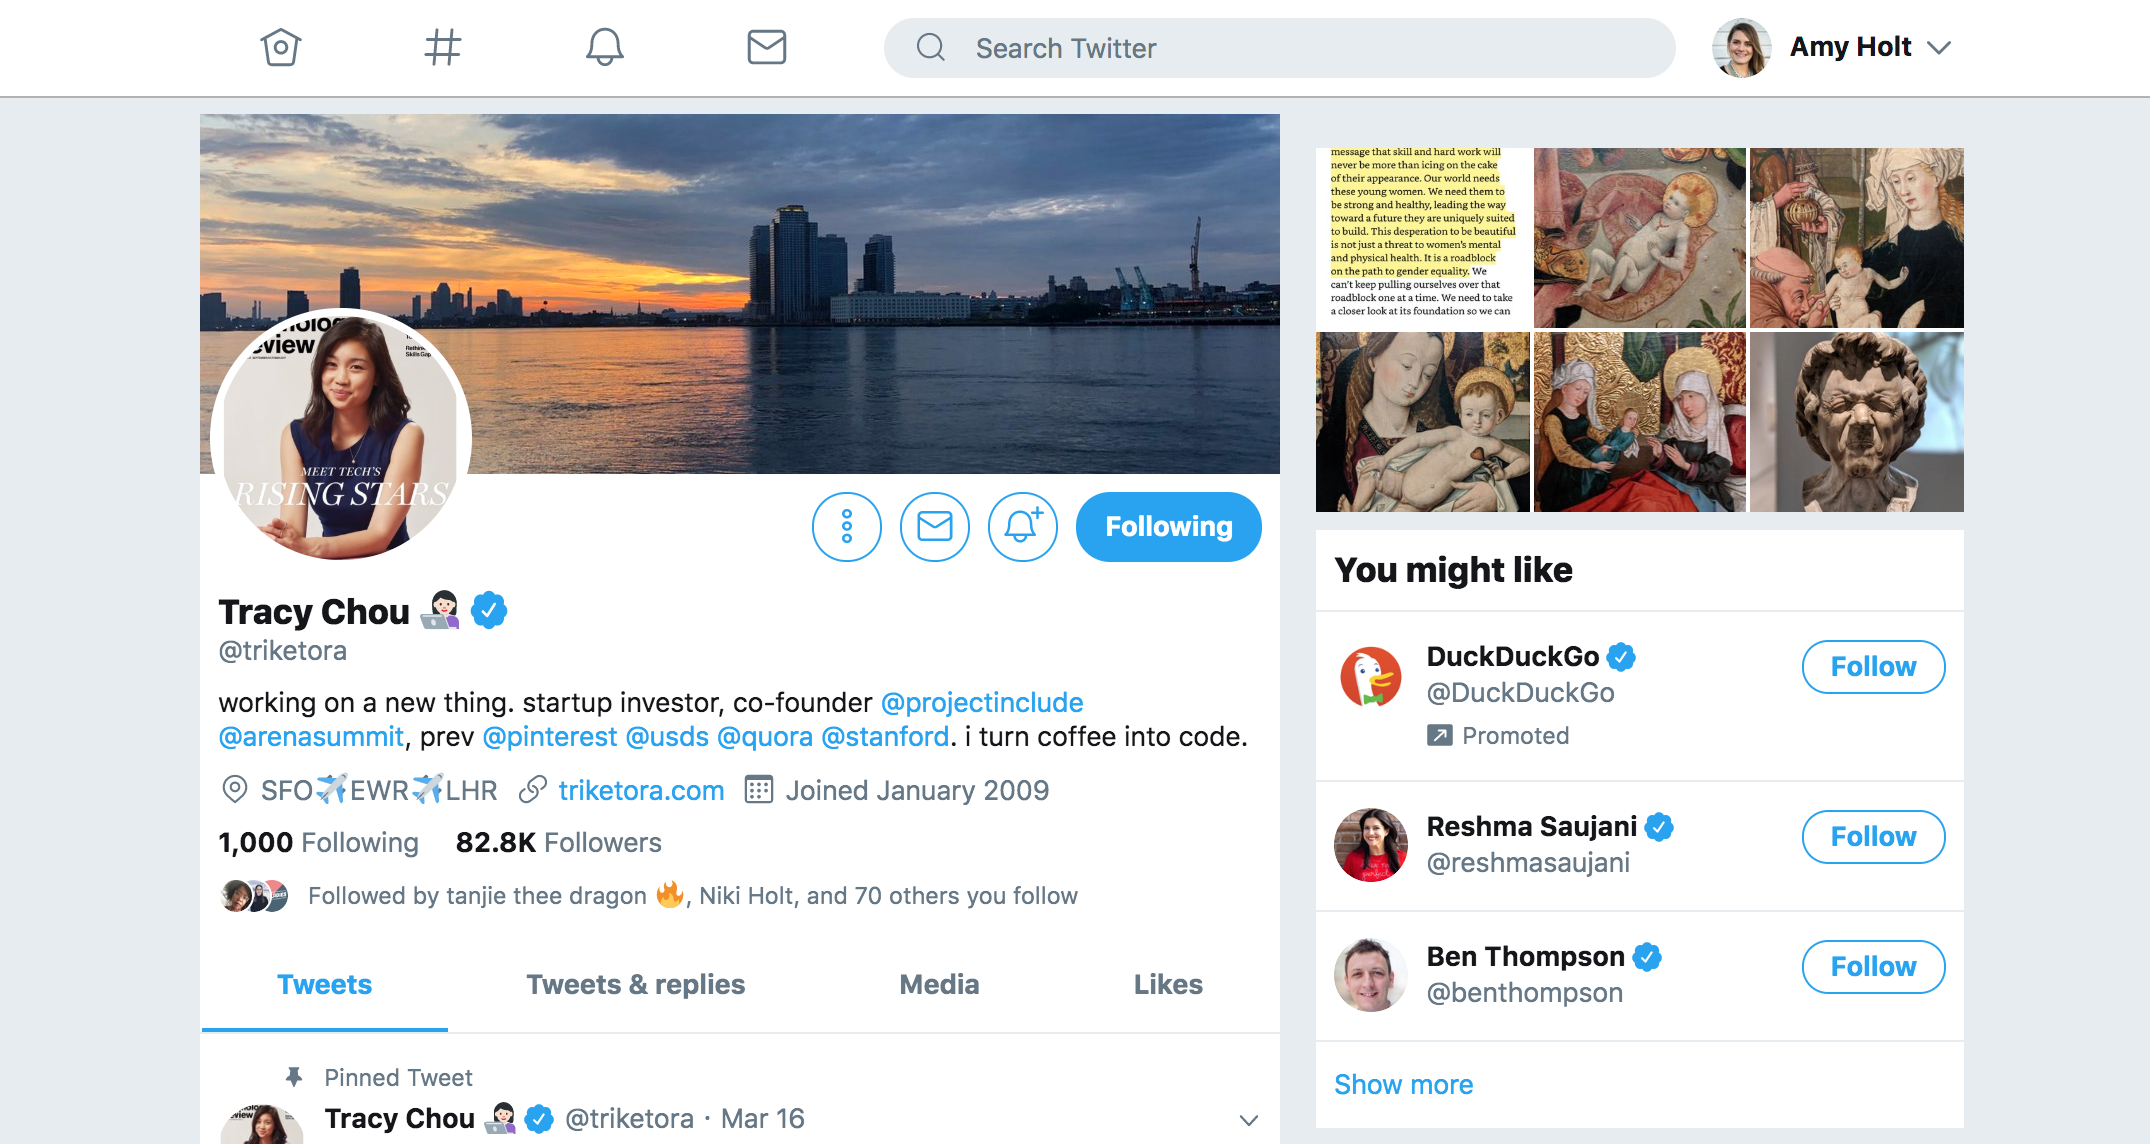 Search Twitter
Amy Holt
message that skill and hard work will
never be more than icing on the cake
of their appearance. Our world needs
these young women. We need them to
be strong and healthy, leading the way
toward a future they are uniquely suited
to build. This desperation to be beautiful
is not just a threat to women's mental
and physical health. It is a roadblock
on the path to gender equality. We
can't keep pulling ourselves over that
roadblock one at a time. We need to take
a closer look at its foundation so we can
MEET TECH'S
RISING STARS
Following
Tracy Chou
@triketora
working on a new thing. startup investor, co-founder @projectinclude
@arenasummit, prev @pinterest @usds @quora @stanford. i turn coffee into code.
SFO✈️EWR✈️LHR triketora.com Joined January 2009
1,000 Following 82.8K Followers
Followed by tanjie thee dragon 🔥, Niki Holt, and 70 others you follow
Tweets Tweets & replies Media Likes
Pinned Tweet
Tracy Chou @triketora · Mar 16
You might like
DuckDuckGo
@DuckDuckGo
Follow
Promoted
Reshma Saujani
@reshmasaujani
Follow
Ben Thompson
@benthompson
Follow
Show more